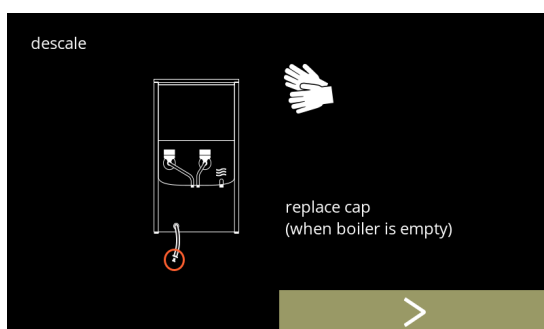 descale
replace cap
(when boiler is empty)